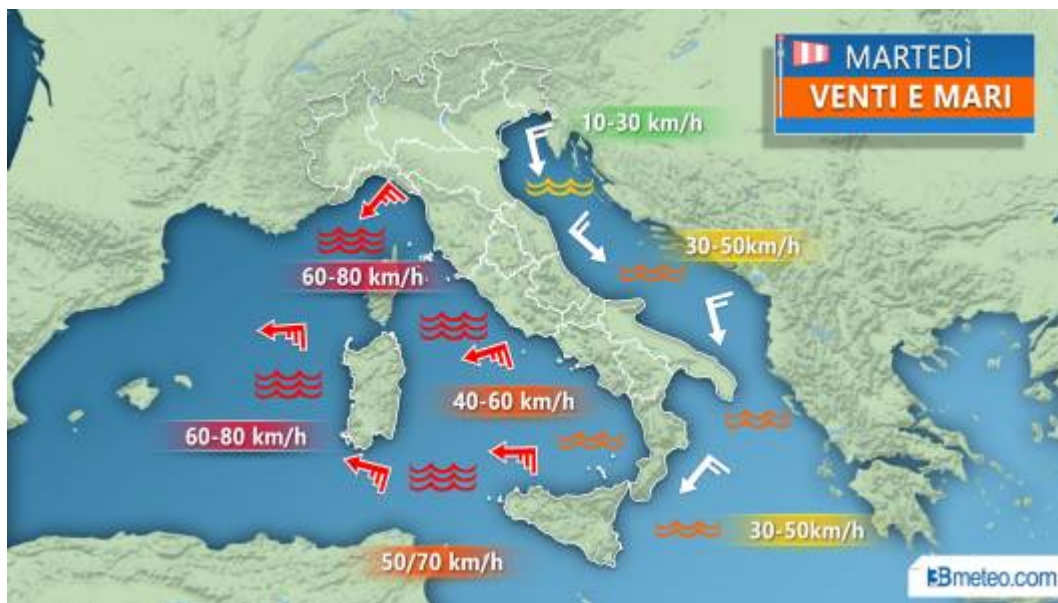 MARTEDÌ
VENTI E MARI
10-30 km/h
30-50km/h
60-80 km/h
40-60 km/h
60-80 km/h
30-50km/h
50/70 km/h
3Bmeteo.com